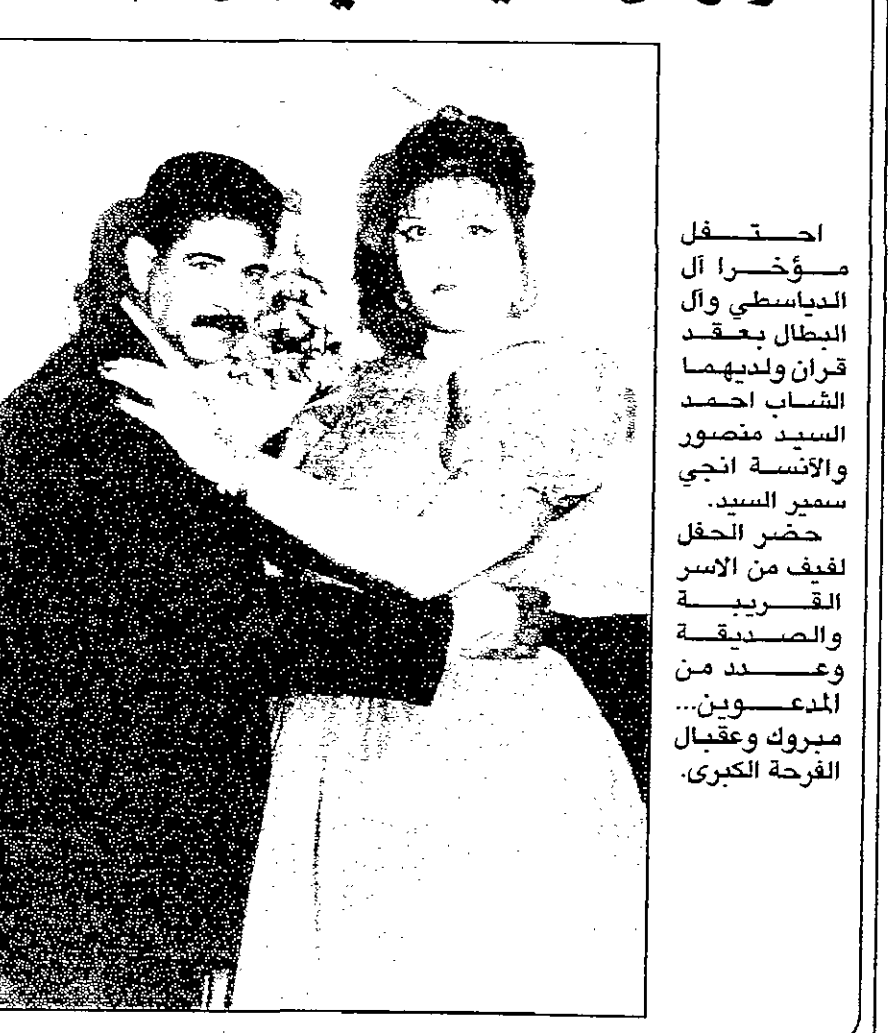 احتفل
مؤخرا آل
الدياسطي وآل
البطال بعقد
قران ولديهما
الشاب احمد
السيد منصور
والآنسة انجي
سمير السيد.
حضر الحفل
لفيف من الاسر
القريبة
والصديقة
وعدد من
المدعوين...
مبروك وعقبال
الفرحة الكبرى.